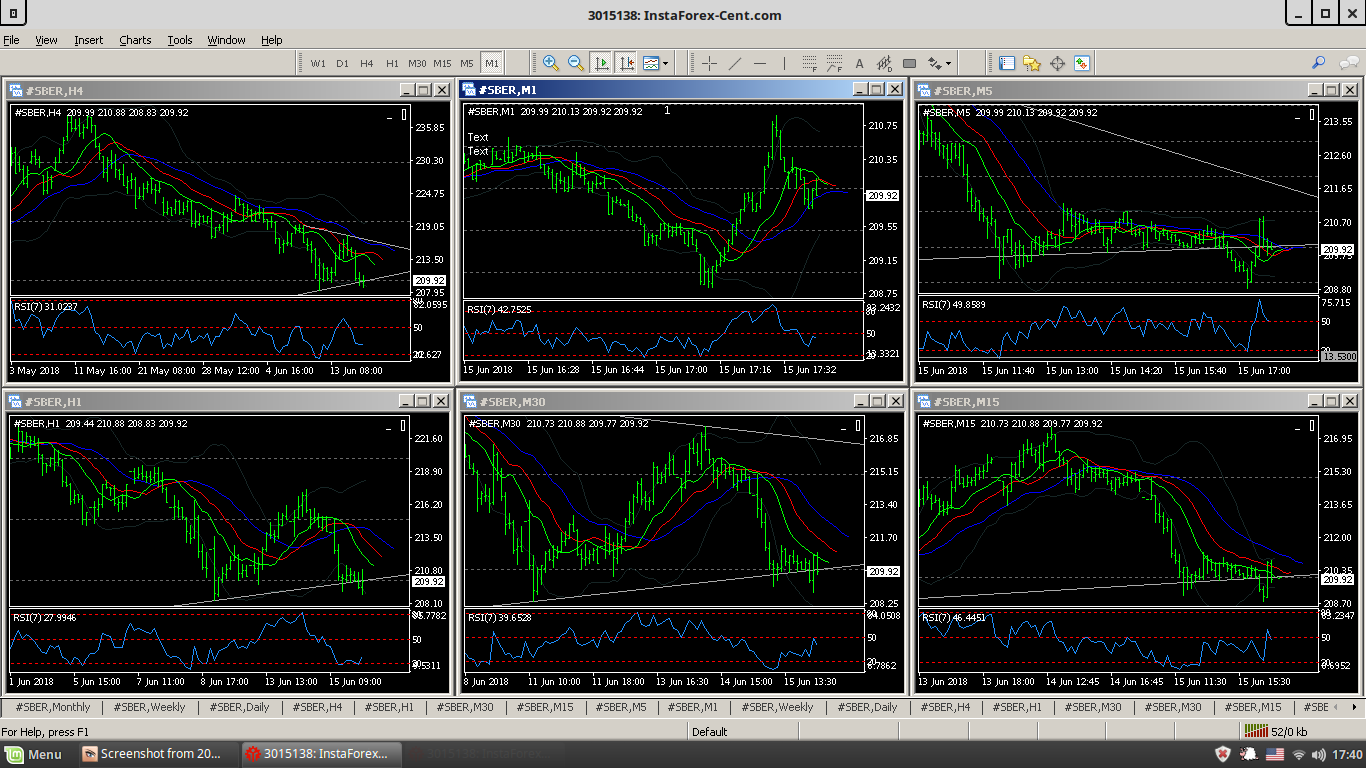 3015138: InstaForex-Cent.com
File View Insert Charts Tools Window Help
W1 D1 H4 H1 M30 M15 M5 M1
#SBER,H4
#SBER,H4 209.99 210.88 208.83 209.92
235.85
230.30
224.75
219.05
213.50
209.92
207.95
RSI(7) 31.0237
50
3 May 2018 11 May 16:00 21 May 08:00 28 May 12:00 4 Jun 16:00 13 Jun 08:00
#SBER,M1
#SBER,M1 209.99 210.13 209.92 209.92
1
Text
Text
210.75
210.35
209.92
209.55
209.15
208.75
RSI(7) 42.7525
50
15 Jun 2018 15 Jun 16:28 15 Jun 16:44 15 Jun 17:00 15 Jun 17:16 15 Jun 17:32
#SBER,M5
#SBER,M5 209.99 210.13 209.92 209.92
213.55
212.60
211.65
210.70
209.92
209.75
208.80
RSI(7) 49.8589
75.715
50
13.5300
15 Jun 2018 15 Jun 11:40 15 Jun 13:00 15 Jun 14:20 15 Jun 15:40 15 Jun 17:00
#SBER,H1
#SBER,H1 209.44 210.88 208.83 209.92
221.60
218.90
216.20
213.50
210.80
209.92
208.10
RSI(7) 27.9946
50
1 Jun 2018 5 Jun 15:00 7 Jun 11:00 8 Jun 17:00 13 Jun 13:00 15 Jun 09:00
#SBER,M30
#SBER,M30 210.73 210.88 209.77 209.92
216.85
215.15
213.40
211.70
209.92
208.25
RSI(7) 39.6528
50
8 Jun 2018 11 Jun 10:00 11 Jun 18:00 13 Jun 16:30 14 Jun 15:00 15 Jun 13:30
#SBER,M15
#SBER,M15 210.73 210.88 209.77 209.92
216.95
215.30
213.65
212.00
210.35
209.92
208.70
RSI(7) 46.4451
50
13 Jun 2018 13 Jun 18:00 14 Jun 12:45 14 Jun 16:45 15 Jun 11:30 15 Jun 15:30
#SBER,Monthly #SBER,Weekly #SBER,Daily #SBER,H4 #SBER,H1 #SBER,M30 #SBER,M15 #SBER,M5 #SBER,M1 #SBER,Weekly #SBER,Daily #SBER,H4 #SBER,H1 #SBER,M30 #SBER,M30 #SBER,M15 #SBE
For Help, press F1 Default 52/0 kb
Menu Screenshot from 20... 3015138: InstaForex... 17:40